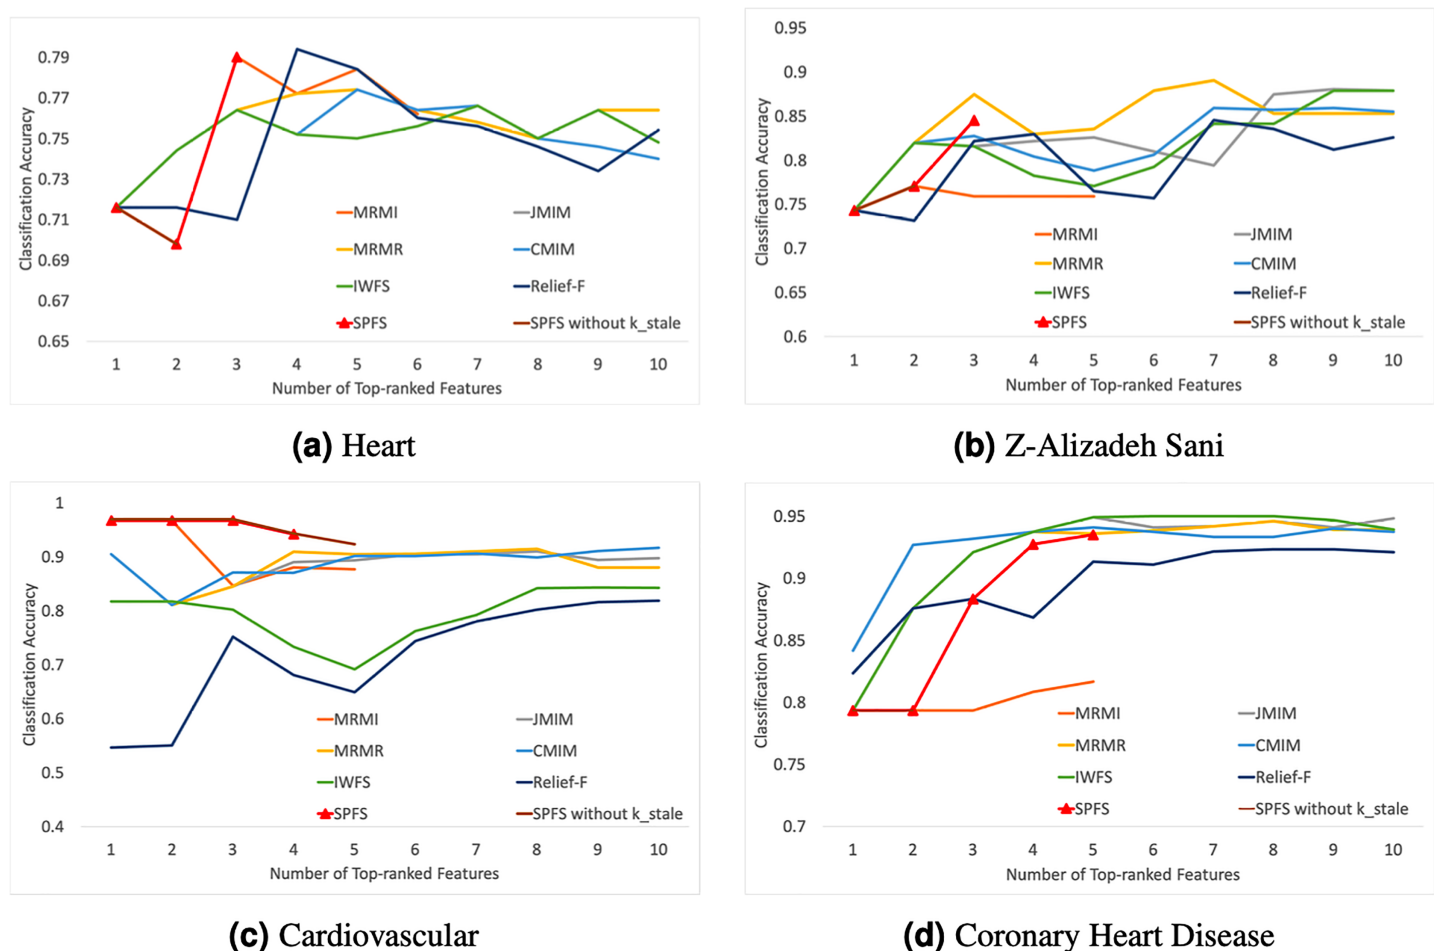 0.79
0.77
0.75
0.73
0.71
0.69
0.67
0.65
Classification Accuracy
MRMI JMIM
MRMR CMIM
IWFS Relief-F
SPFS SPFS without k_stale
1 2 3 4 5 6 7 8 9 10
Number of Top-ranked Features
(a) Heart
0.95
0.9
0.85
0.8
0.75
0.7
0.65
0.6
Classification Accuracy
MRMI JMIM
MRMR CMIM
IWFS Relief-F
SPFS SPFS without k_stale
1 2 3 4 5 6 7 8 9 10
Number of Top-ranked Features
(b) Z-Alizadeh Sani
1
0.9
0.8
0.7
0.6
0.5
0.4
Classification Accuracy
MRMI JMIM
MRMR CMIM
IWFS Relief-F
SPFS SPFS without k_stale
1 2 3 4 5 6 7 8 9 10
Number of Top-ranked Features
(c) Cardiovascular
0.95
0.9
0.85
0.8
0.75
0.7
Classification Accuracy
MRMI JMIM
MRMR CMIM
IWFS Relief-F
SPFS SPFS without k_stale
1 2 3 4 5 6 7 8 9 10
Number of Top-ranked Features
(d) Coronary Heart Disease